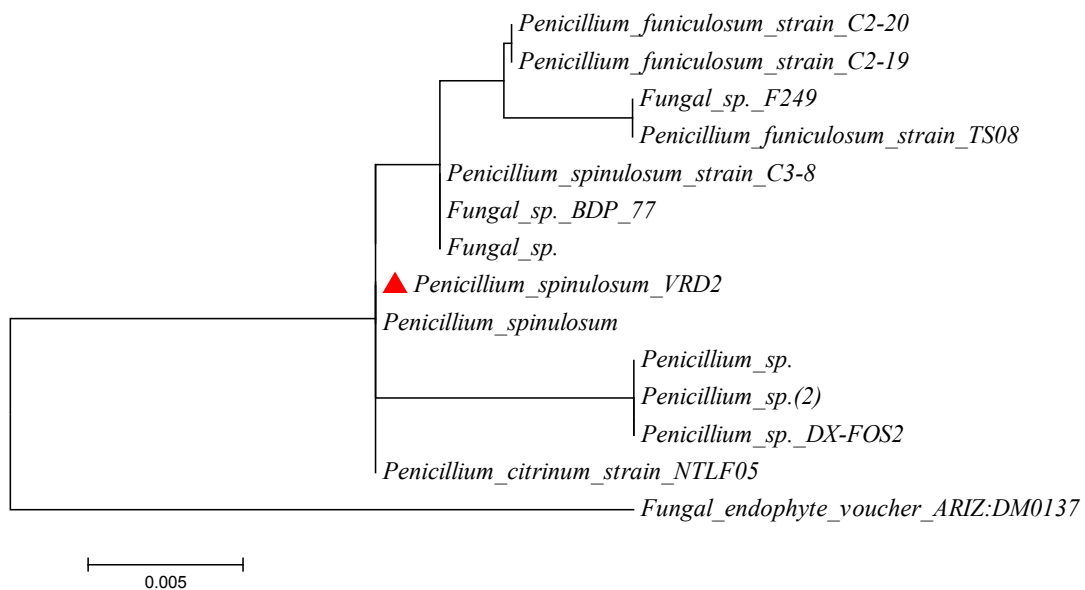 Penicillium_funiculosum_strain_C2-20
Penicillium_funiculosum_strain_C2-19
Fungal_sp._F249
Penicillium_funiculosum_strain_TS08
Penicillium_spinulosum_strain_C3-8
Fungal_sp._BDP_77
Fungal_sp.
Penicillium_spinulosum_VRD2
Penicillium_spinulosum
Penicillium_sp.
Penicillium_sp.(2)
Penicillium_sp._DX-FOS2
Penicillium_citrinum_strain_NTLF05
Fungal_endophyte_voucher_ARIZ:DM0137
0.005